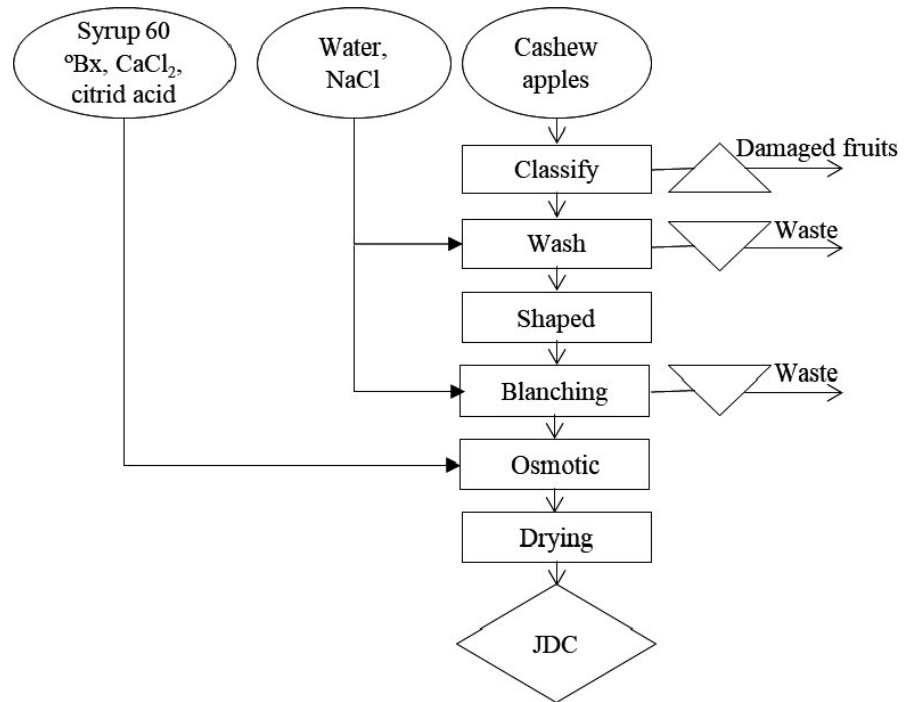 Syrup 60
ºBx, CaCl₂,
citrid acid
Water,
NaCl
Cashew
apples
Classify
Damaged fruits
Wash
Waste
Shaped
Blanching
Waste
Osmotic
Drying
JDC